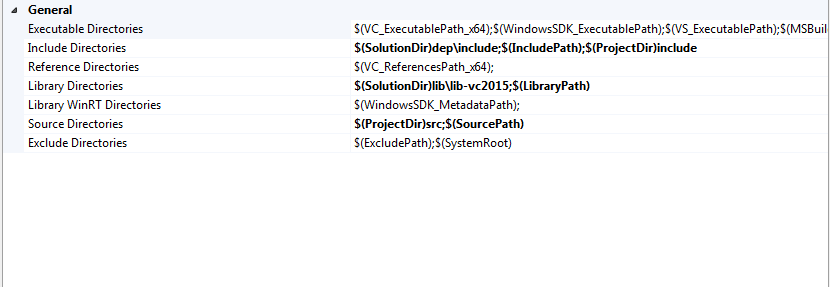 General
Executable Directories $(VC_ExecutablePath_x64);$(WindowsSDK_ExecutablePath);$(VS_ExecutablePath);$(MSBuil
Include Directories $(SolutionDir)dep\include;$(IncludePath);$(ProjectDir)include
Reference Directories $(VC_ReferencesPath_x64);
Library Directories $(SolutionDir)lib\lib-vc2015;$(LibraryPath)
Library WinRT Directories $(WindowsSDK_MetadataPath);
Source Directories $(ProjectDir)src;$(SourcePath)
Exclude Directories $(ExcludePath);$(SystemRoot)